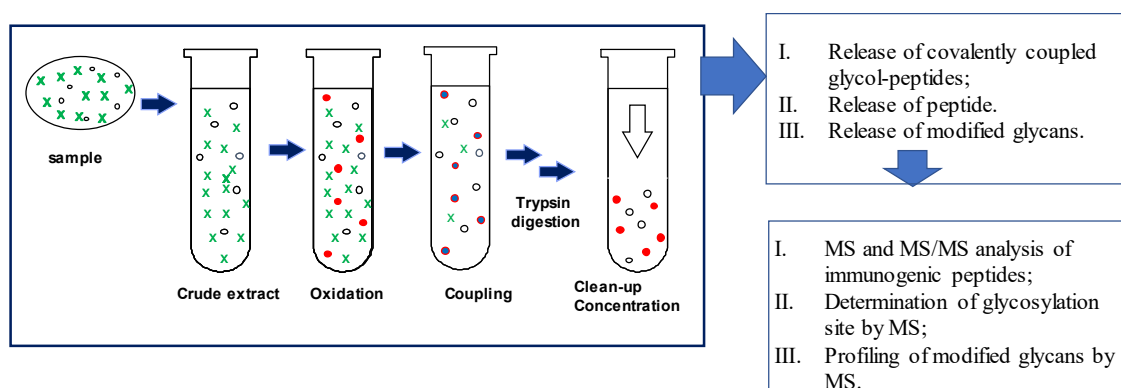 sample
Crude extract
Oxidation
Coupling
Trypsin
digestion
Clean-up
Concentration
I. Release of covalently coupled
glycol-peptides;
II. Release of peptide.
III. Release of modified glycans.
I. MS and MS/MS analysis of
immunogenic peptides;
II. Determination of glycosylation
site by MS;
III. Profiling of modified glycans by
MS.